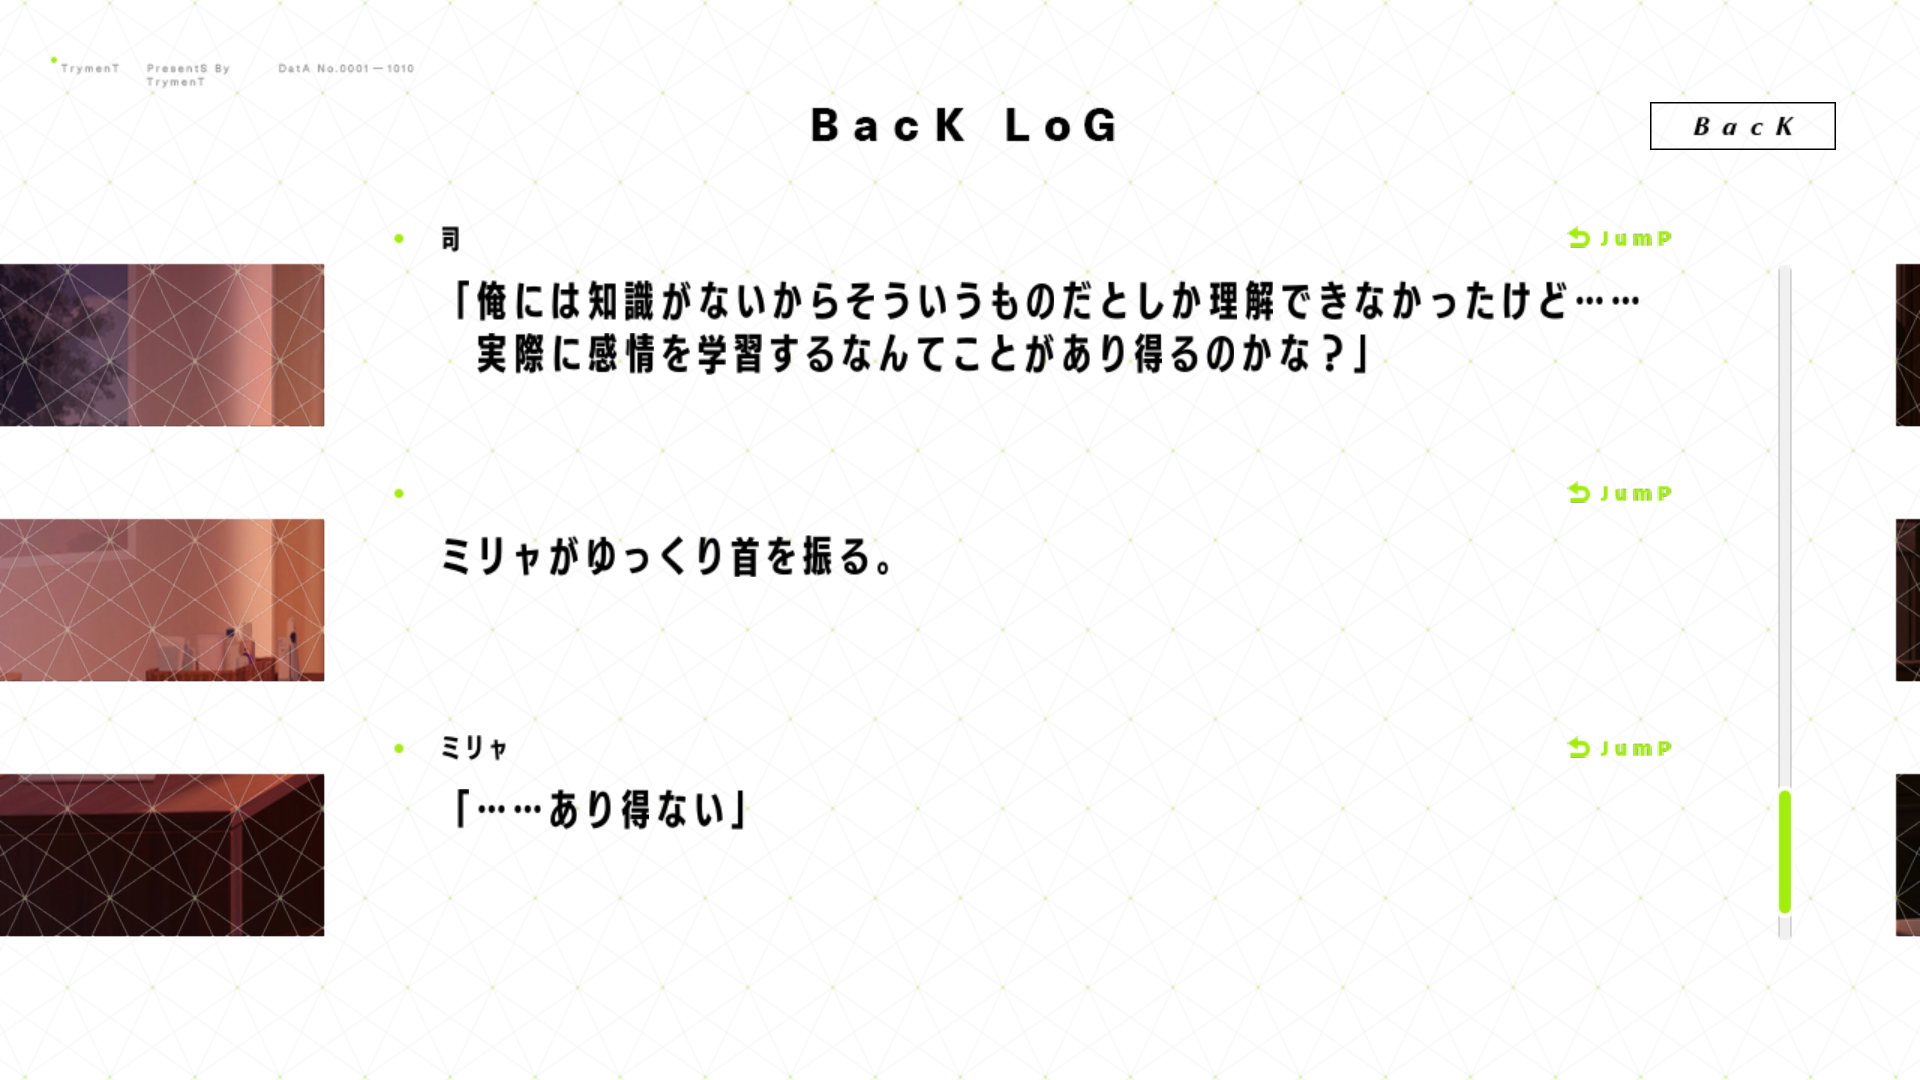 TrymenT
PresentS By
TrymenT
DatA No.0001—1010
BacK LoG
BacK
司
JumP
「俺には知識がないからそういうものだとしか理解できなかったけど……
実際に感情を学習するなんてことがあり得るのかな？」
JumP
ミリャがゆっくり首を振る。
ミリャ
JumP
「……あり得ない」